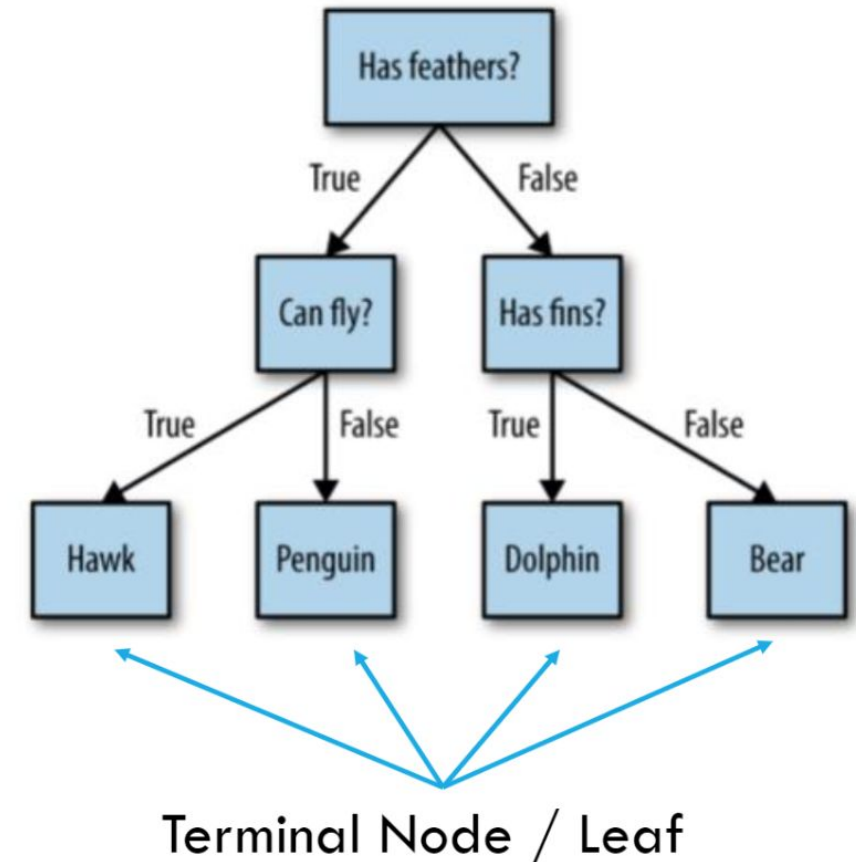 Has feathers?
True False
Can fly? Has fins?
True False True False
Hawk Penguin Dolphin Bear
Terminal Node / Leaf